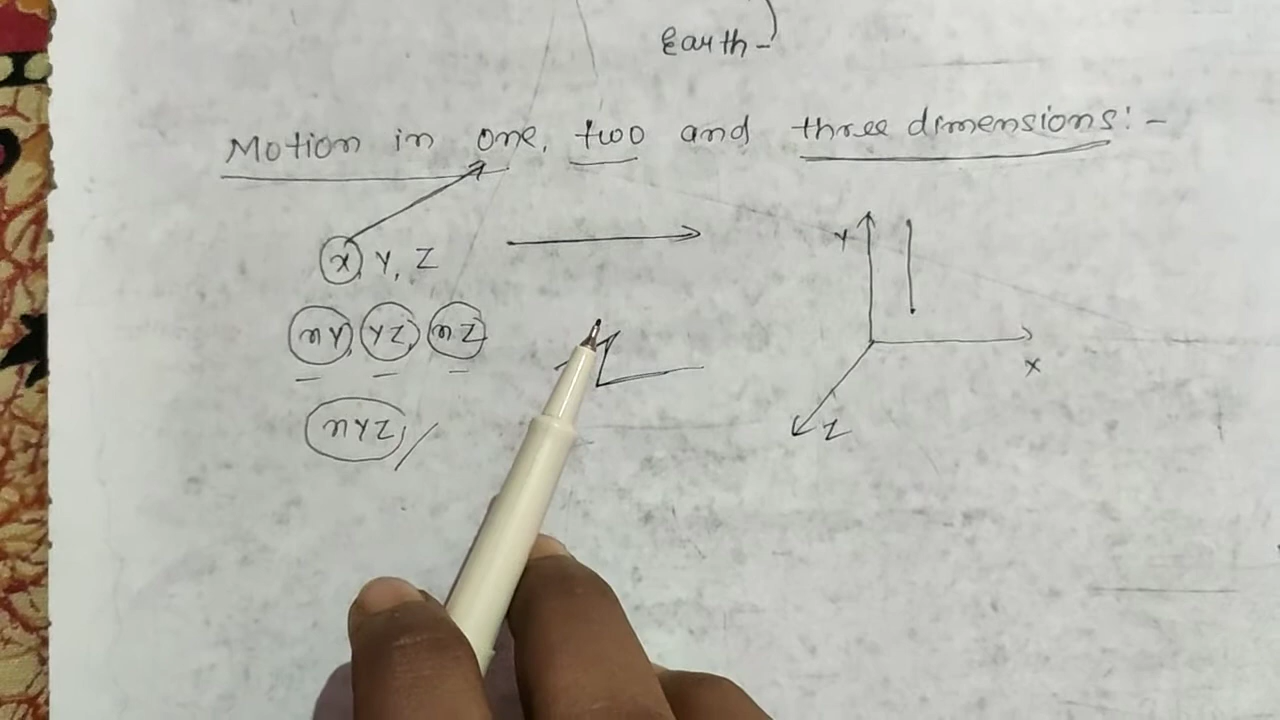 Earth-
Motion in one, two and three dimensions:-
x, Y, Z
xY, YZ, xZ
xYZ
Y
X
Z